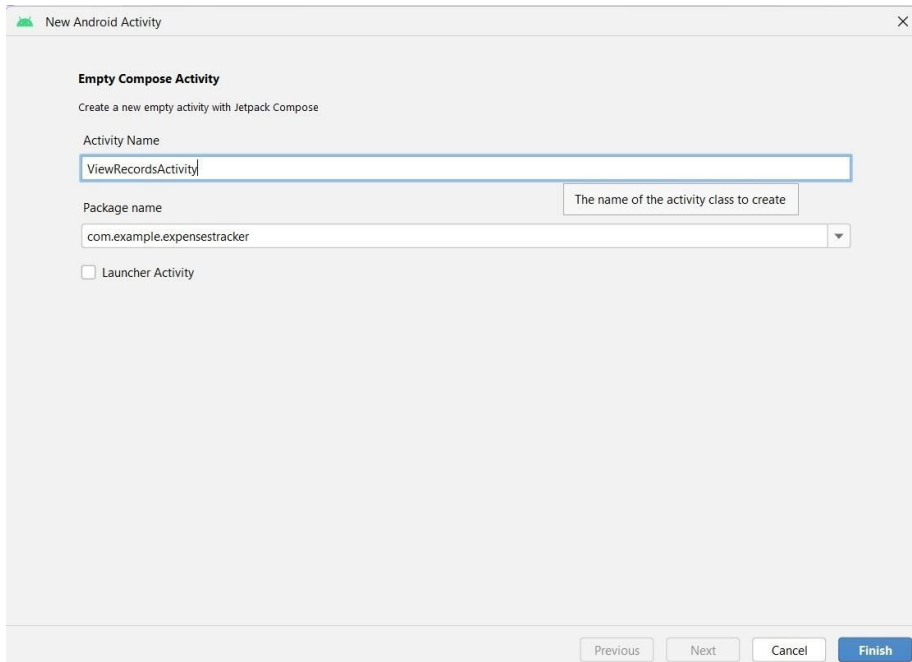 New Android Activity
Empty Compose Activity
Create a new empty activity with Jetpack Compose
Activity Name
ViewRecordsActivity
The name of the activity class to create
Package name
com.example.expensestracker
Launcher Activity
Previous Next Cancel Finish